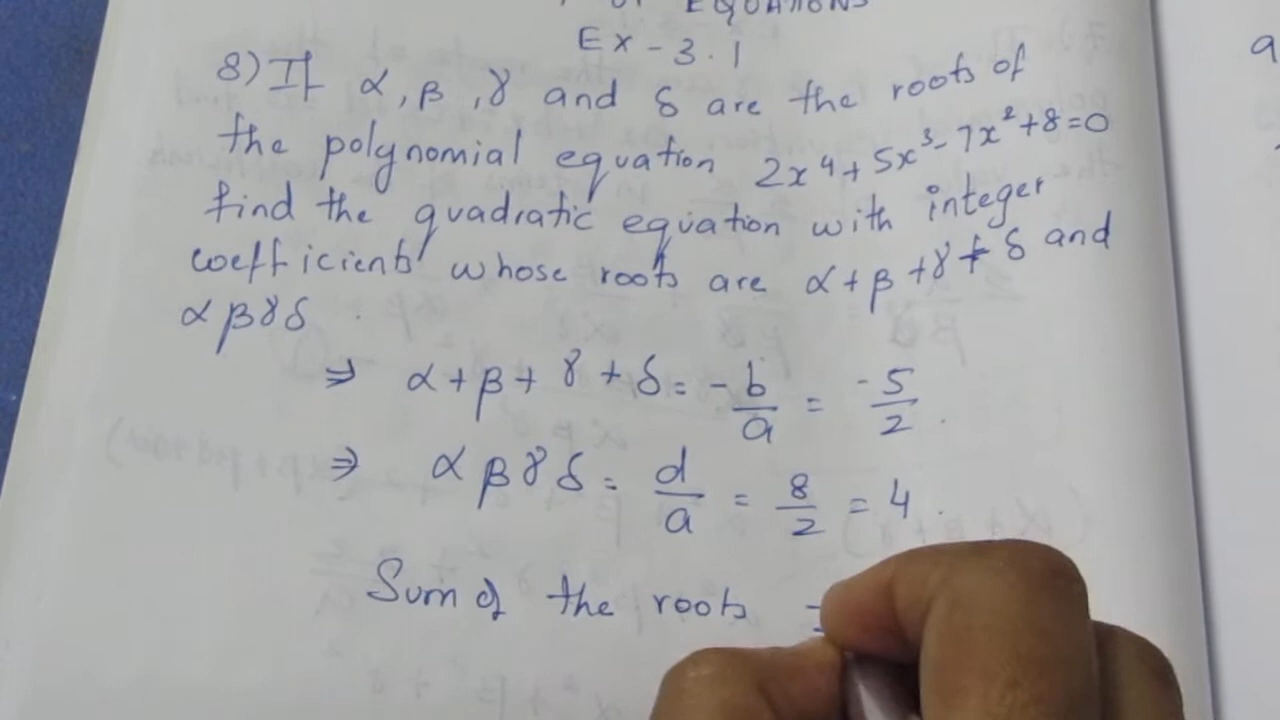 EQUATIONS
Ex - 3.1
8) If α, β, γ and δ are the roots of
the polynomial equation 2x⁴ + 5x³ - 7x² + 8 = 0
find the quadratic equation with integer
coefficients whose roots are α + β + γ + δ and
αβγδ .
⇒ α + β + γ + δ = -b/a = -5/2 .
⇒ αβγδ = d/a = 8/2 = 4 .
Sum of the roots =